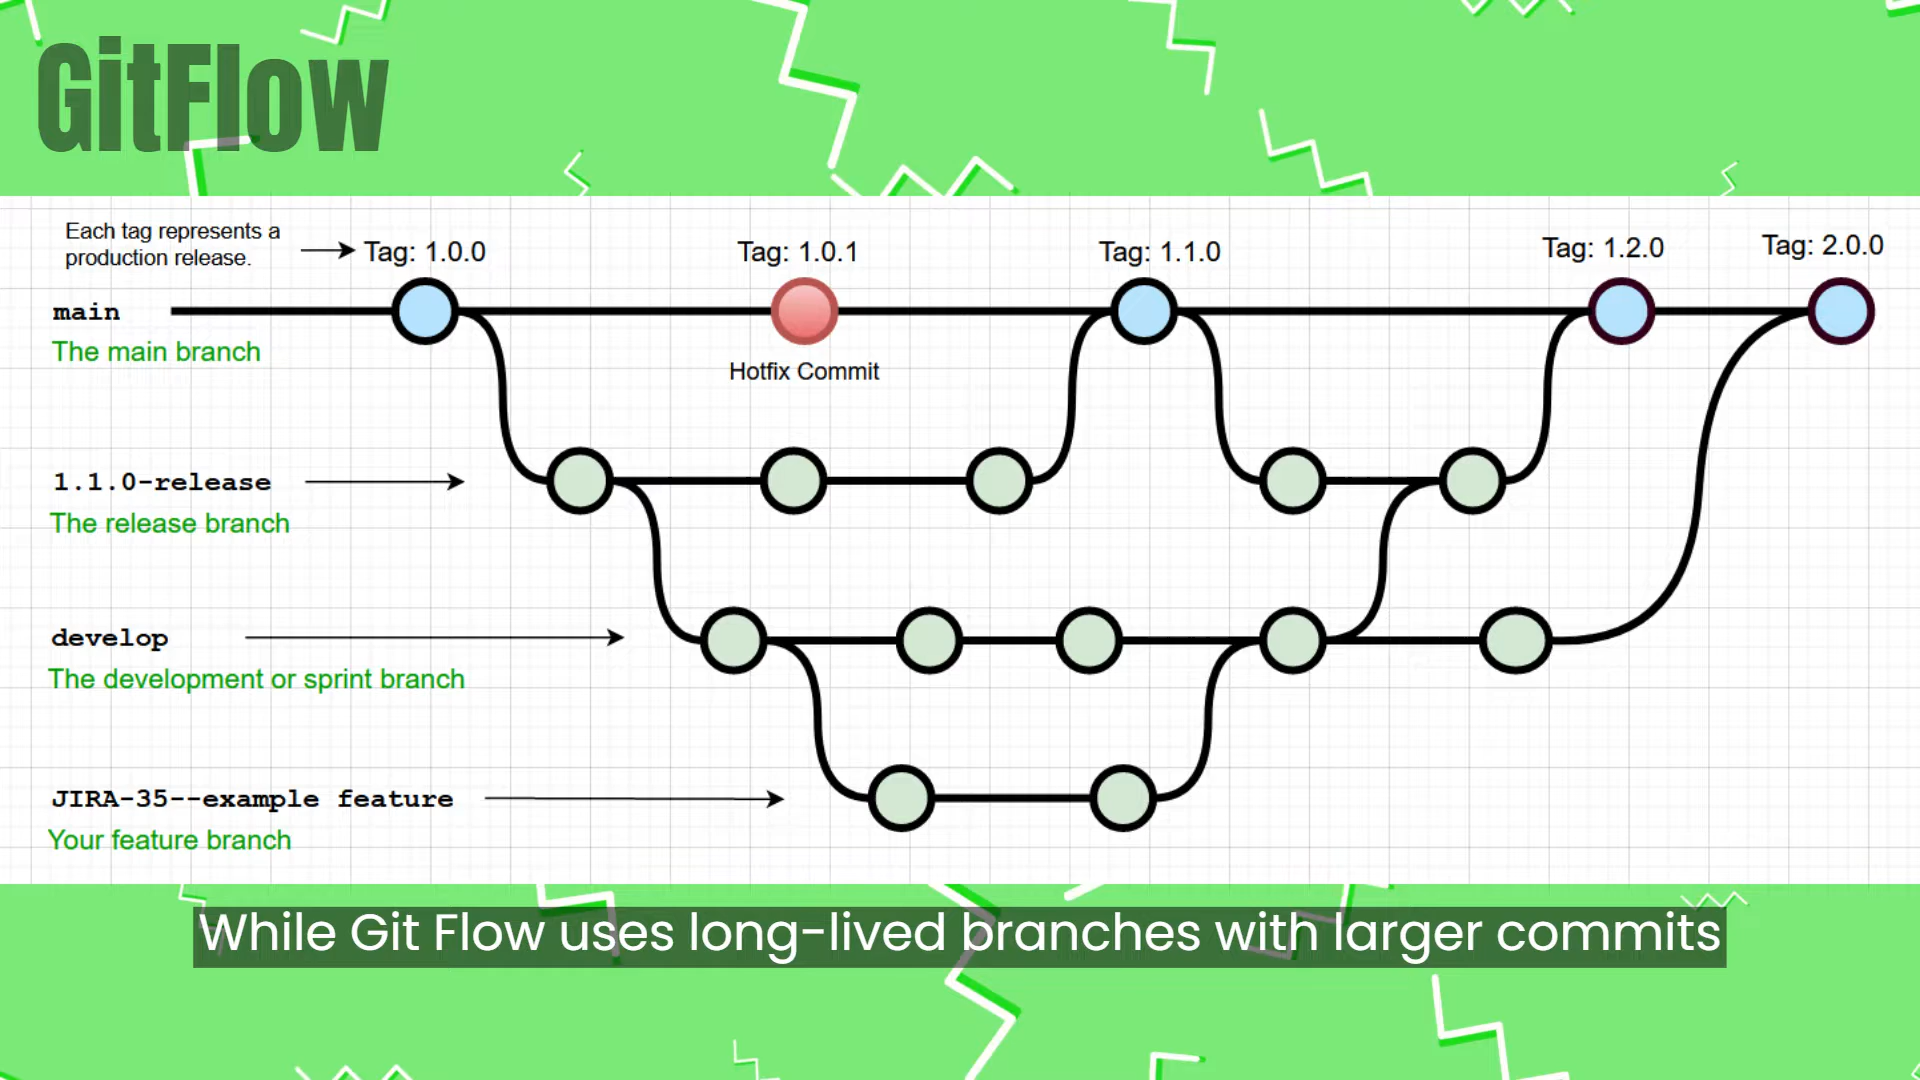 GitFlow
Each tag represents a
production release.
Tag: 1.0.0
Tag: 1.0.1
Tag: 1.1.0
Tag: 1.2.0
Tag: 2.0.0
main
The main branch
Hotfix Commit
1.1.0-release
The release branch
develop
The development or sprint branch
JIRA-35--example feature
Your feature branch
While Git Flow uses long-lived branches with larger commits